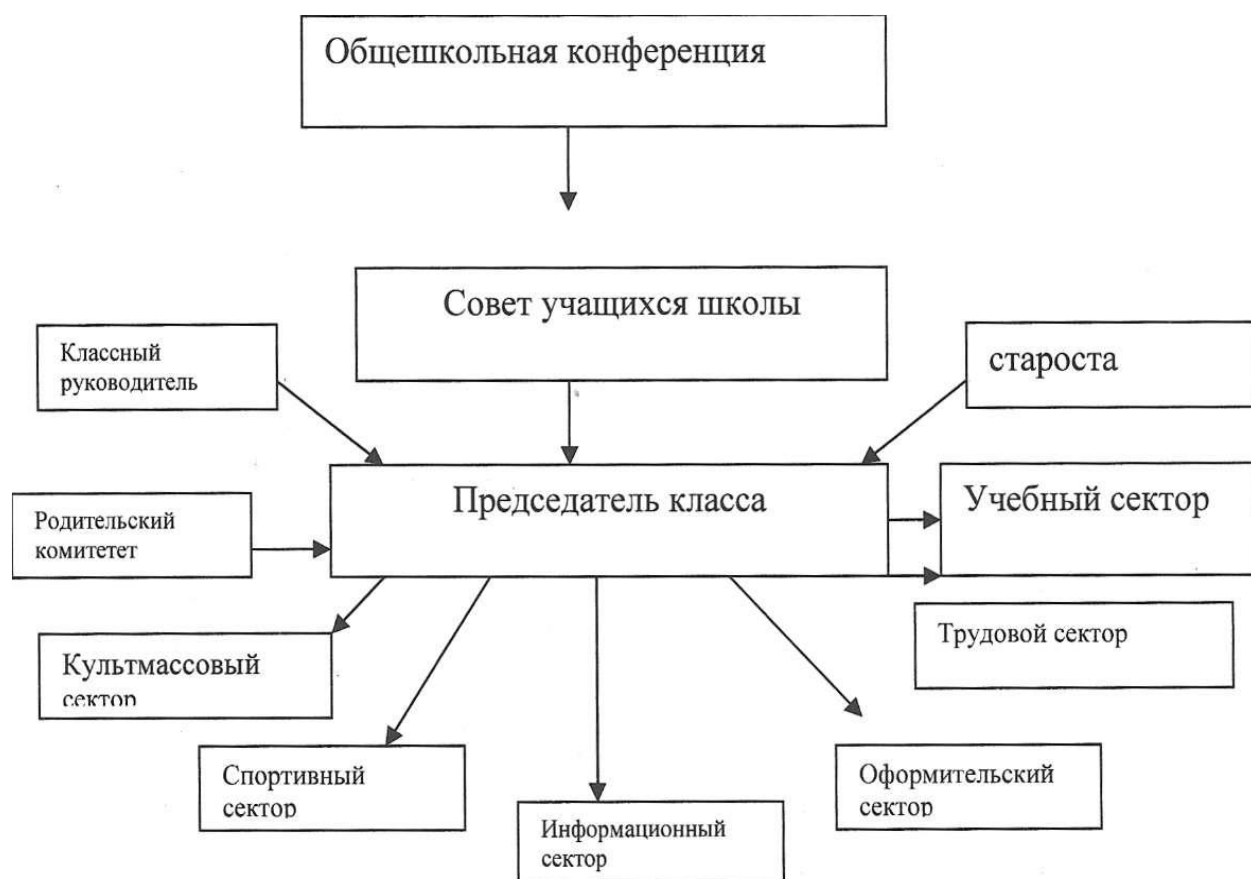 Общешкольная конференция
Совет учащихся школы
Классный
руководитель
староста
Председатель класса
Учебный сектор
Родительский
комитетет
Трудовой сектор
Культмассовый
сектор
Спортивный
сектор
Оформительский
сектор
Информационный
сектор